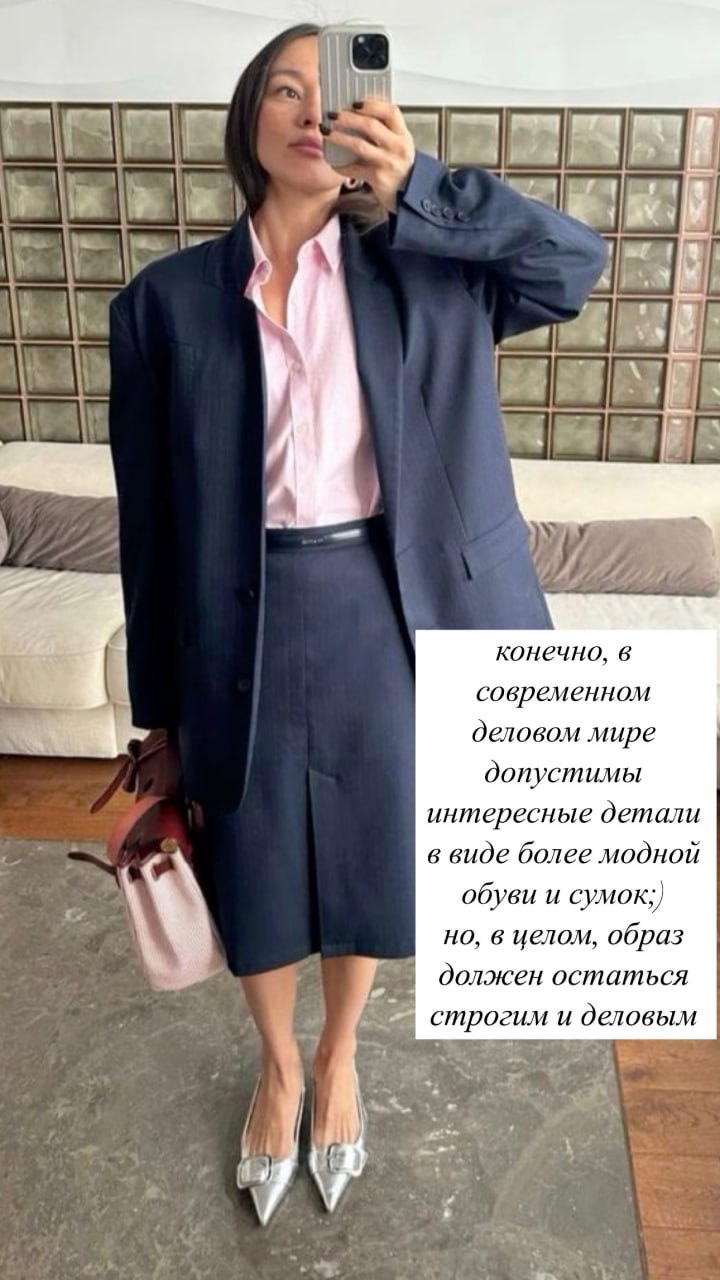 конечно, в
современном
деловом мире
допустимы
интересные детали
в виде более модной
обуви и сумок;)
но, в целом, образ
должен остаться
строгим и деловым